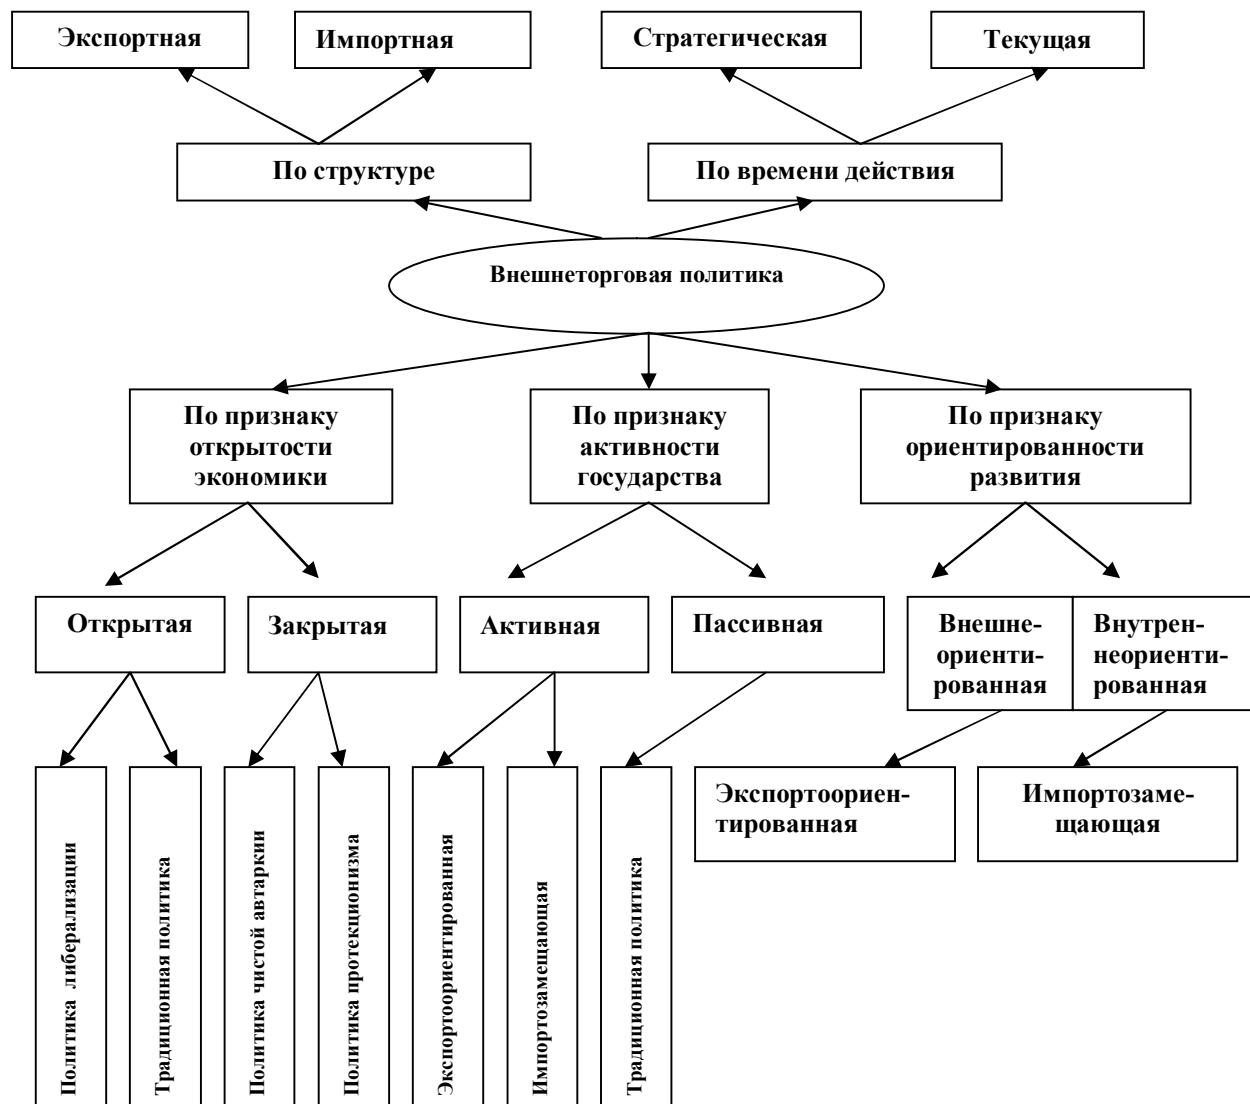 Экспортная
Импортная
Стратегическая
Текущая
По структуре
По времени действия
Внешнеторговая политика
По признаку
открытости
экономики
По признаку
активности
государства
По признаку
ориентированности
развития
Открытая
Закрытая
Активная
Пассивная
Внешне-
ориенти-
рованная
Внутрен-
неориенти-
рованная
Политика либерализации
Традиционная политика
Политика чистой автаркии
Политика протекционизма
Экспортоориентированная
Импортозамещающая
Традиционная политика
Экспортоориен-
тированная
Импортозаме-
щающая